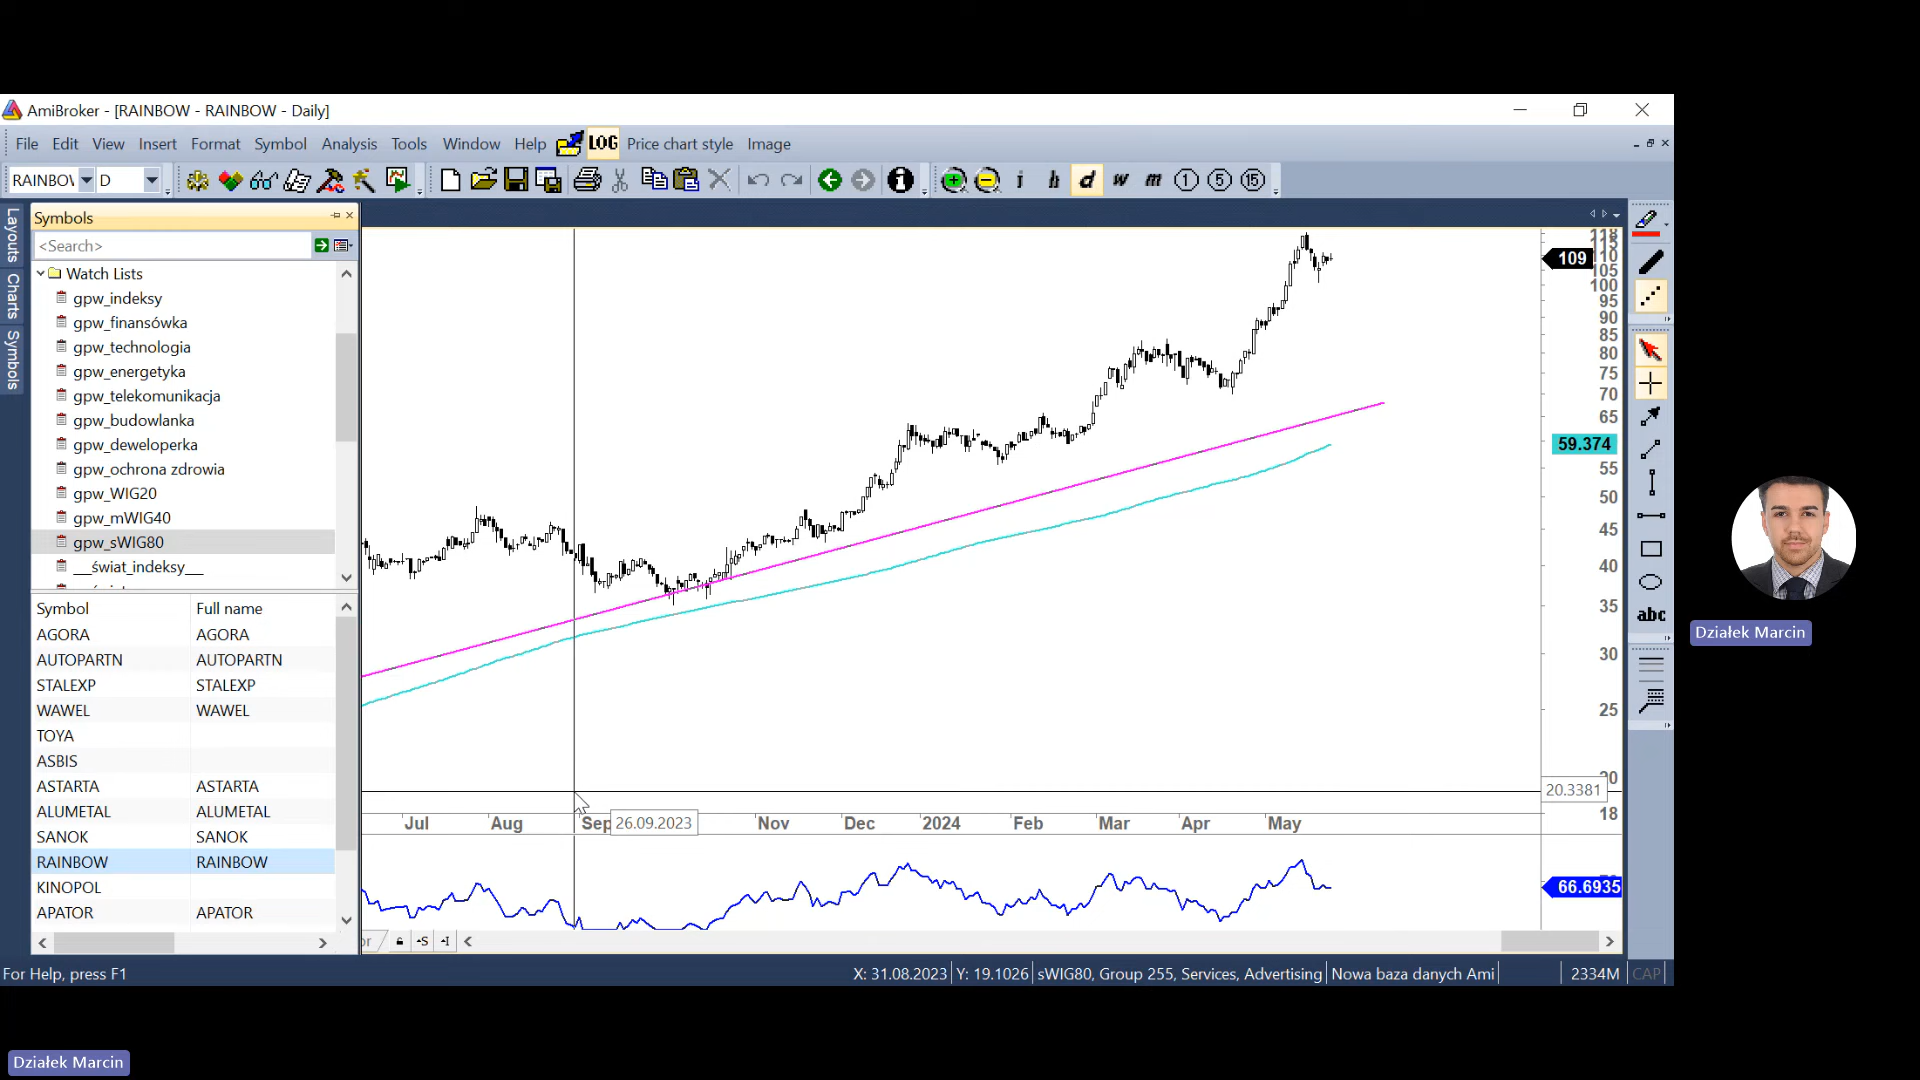 AmiBroker - [RAINBOW - RAINBOW - Daily]
File Edit View Insert Format Symbol Analysis Tools Window Help LOG Price chart style Image
D i h d w m 1 5 15
Layouts
Charts
Symbols
Symbols
<Search>
Watch Lists
gpw_indeksy
gpw_finansówka
gpw_technologia
gpw_energetyka
gpw_telekomunikacja
gpw_budowlanka
gpw_deweloperka
gpw_ochrona zdrowia
gpw_WIG20
gpw_mWIG40
gpw_sWIG80
__świat_indeksy__
Symbol Full name
AGORA AGORA
AUTOPARTN AUTOPARTN
STALEXP STALEXP
WAWEL WAWEL
TOYA
ASBIS
ASTARTA ASTARTA
ALUMETAL ALUMETAL
SANOK SANOK
RAINBOW RAINBOW
KINOPOL
APATOR APATOR
118
109
105
100
95
90
85
80
75
70
65
59.374
55
50
45
40
35
30
25
20.3381
18
Jul Aug Sep 26.09.2023 Nov Dec 2024 Feb Mar Apr May
66.6935
abc
For Help, press F1
X: 31.08.2023 Y: 19.1026 sWIG80, Group 255, Services, Advertising Nowa baza danych Ami 2334M CAP
Działek Marcin
Działek Marcin